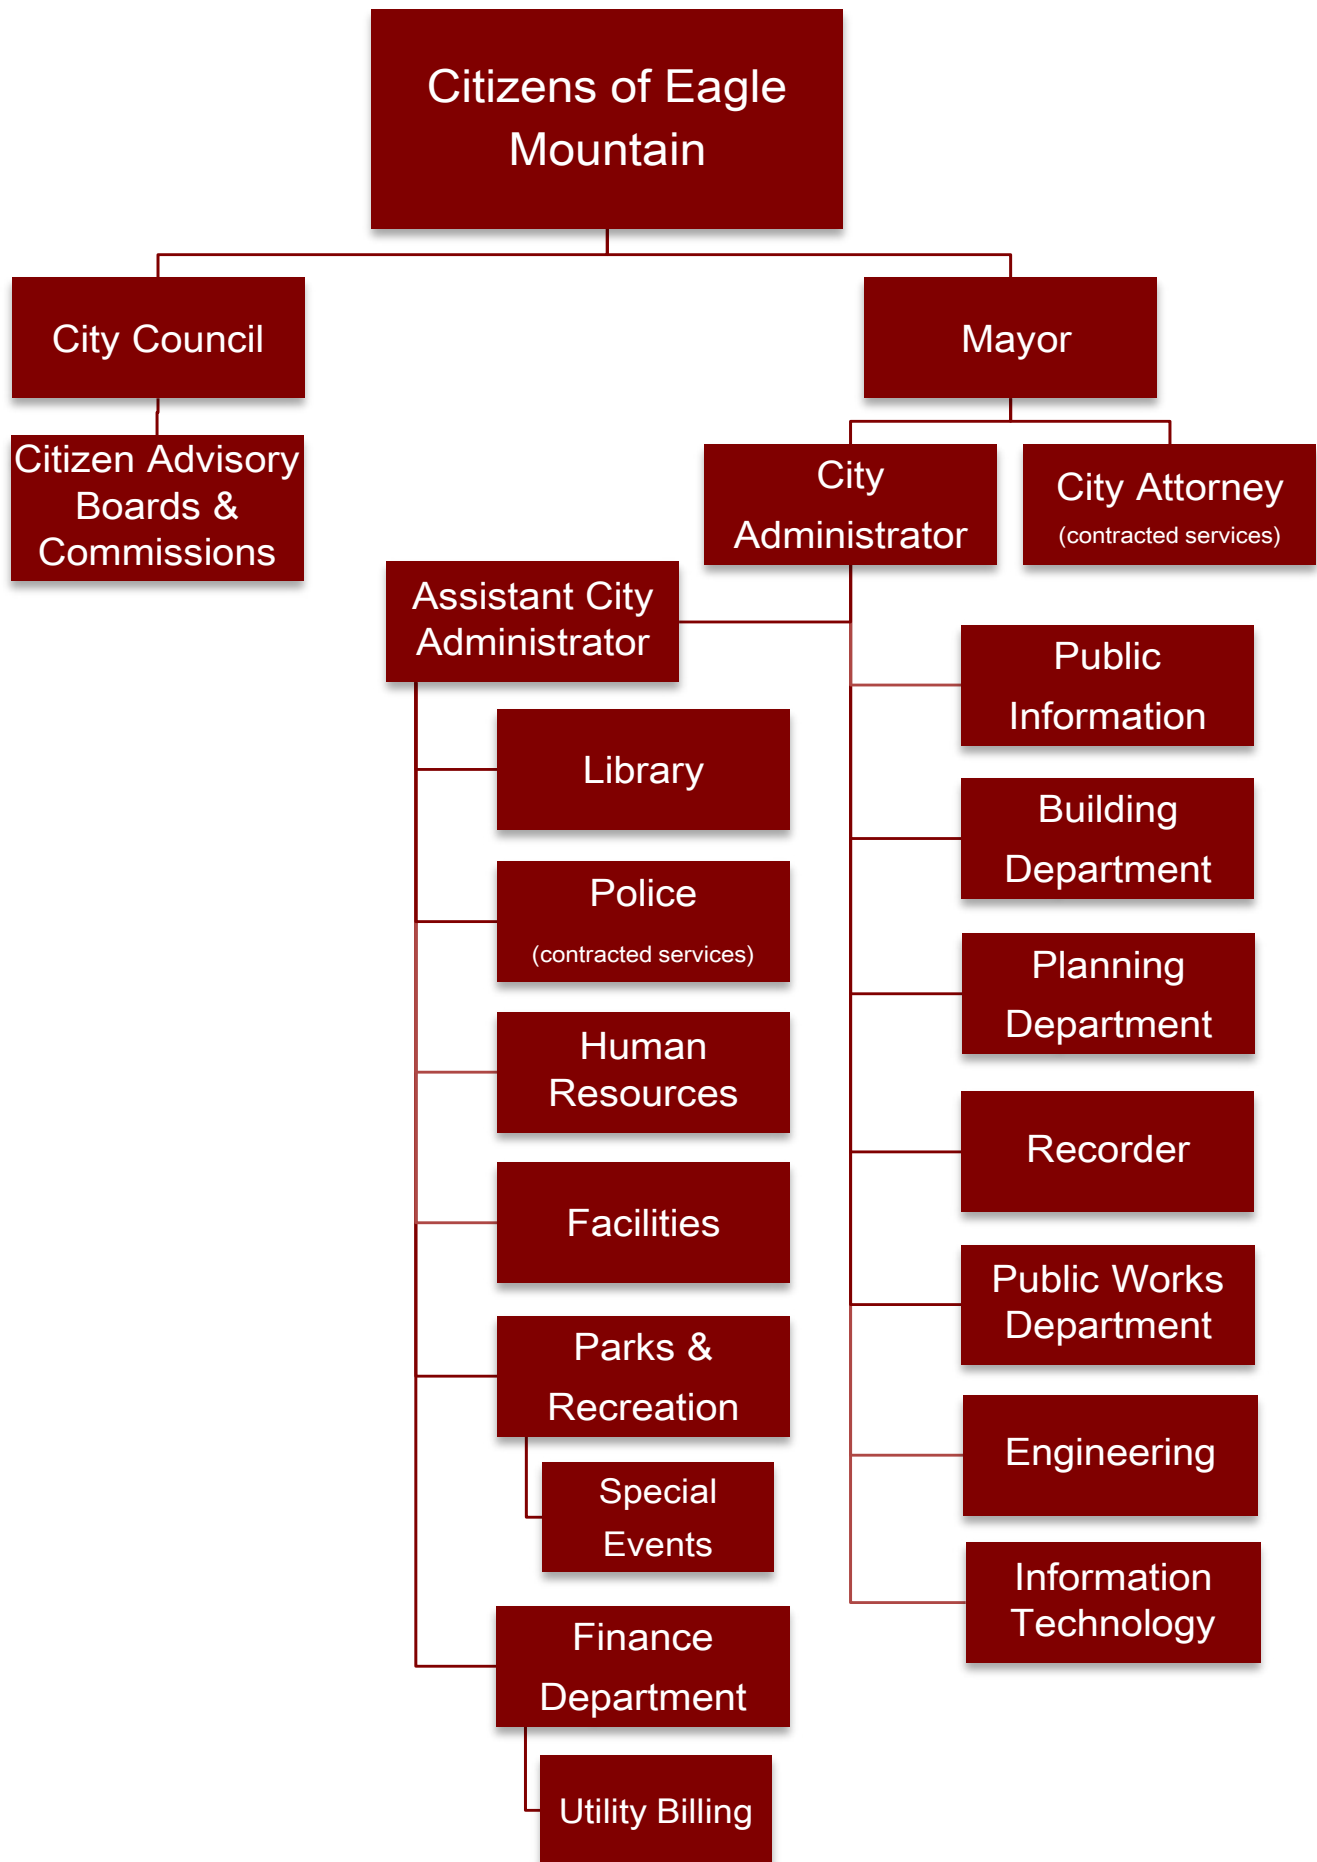 Citizens of Eagle
Mountain
City Council
Mayor
Citizen Advisory
Boards &
Commissions
City
Administrator
City Attorney
(contracted services)
Assistant City
Administrator
Public
Information
Library
Building
Department
Police
(contracted services)
Planning
Department
Human
Resources
Recorder
Facilities
Public Works
Department
Parks &
Recreation
Engineering
Special
Events
Information
Technology
Finance
Department
Utility Billing